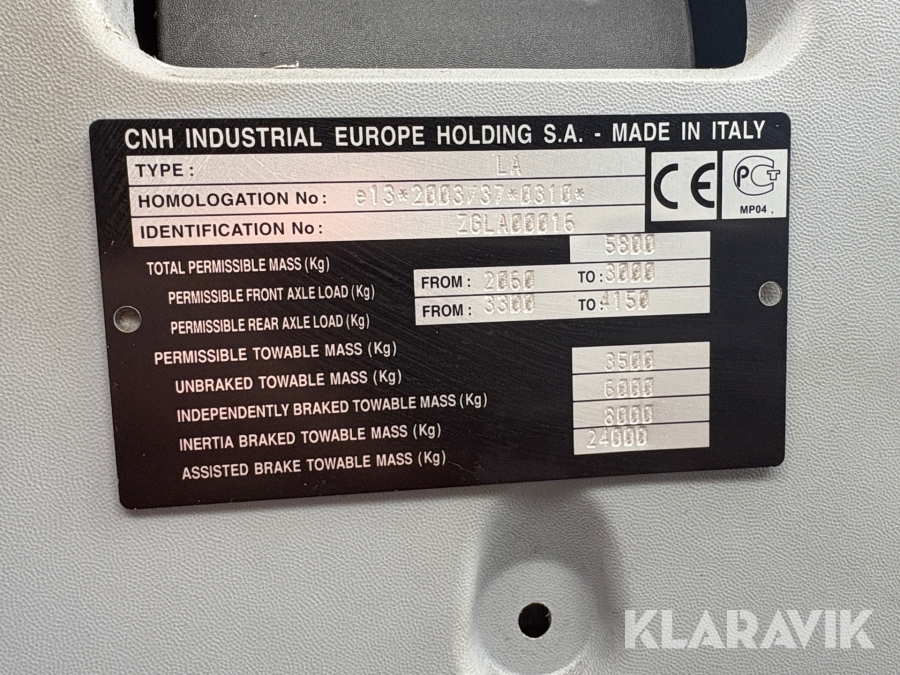 CNH INDUSTRIAL EUROPE HOLDING S.A. - MADE IN ITALY
TYPE : LA
HOMOLOGATION No : e13*2003/37*0310*
IDENTIFICATION No : ZGLA00016
CE
PCT
MP04 .
TOTAL PERMISSIBLE MASS (Kg) 5800
PERMISSIBLE FRONT AXLE LOAD (Kg) FROM : 2060 TO : 3000
PERMISSIBLE REAR AXLE LOAD (Kg) FROM : 3300 TO : 4150
PERMISSIBLE TOWABLE MASS (Kg)
UNBRAKED TOWABLE MASS (Kg) 3500
INDEPENDENTLY BRAKED TOWABLE MASS (Kg) 6000
INERTIA BRAKED TOWABLE MASS (Kg) 8000
ASSISTED BRAKE TOWABLE MASS (Kg) 24000
KLARAVIK